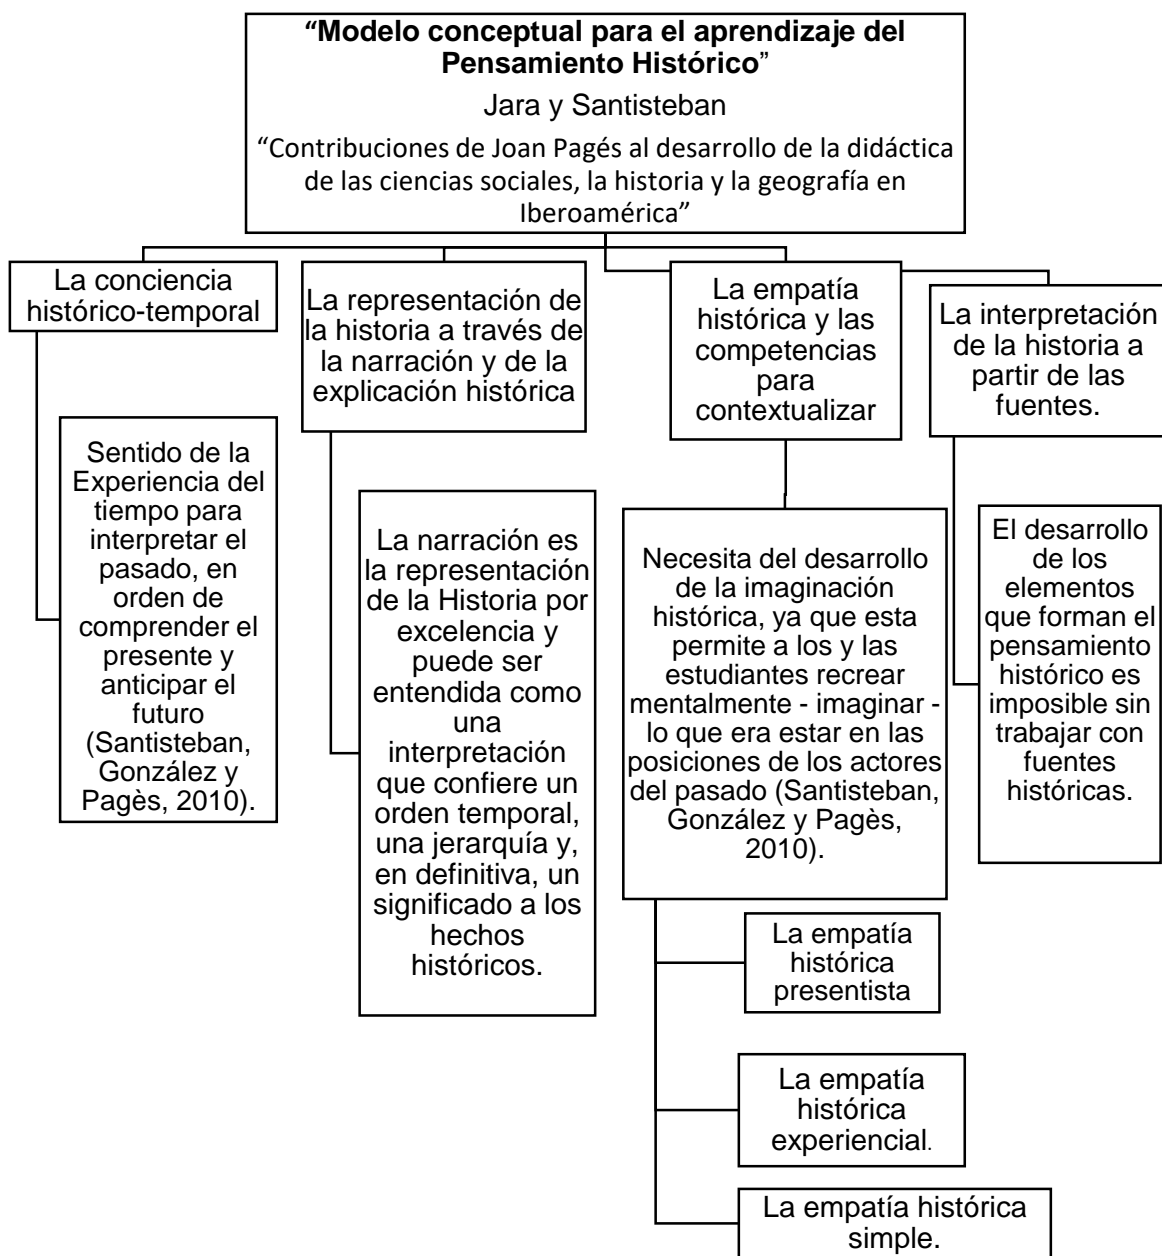 “Modelo conceptual para el aprendizaje del
Pensamiento Histórico”
Jara y Santisteban
“Contribuciones de Joan Pagés al desarrollo de la didáctica
de las ciencias sociales, la historia y la geografía en
Iberoamérica”
La conciencia
histórico-temporal
Sentido de la
Experiencia del
tiempo para
interpretar el
pasado, en
orden de
comprender el
presente y
anticipar el
futuro
(Santisteban,
González y
Pagès, 2010).
La representación de
la historia a través de
la narración y de la
explicación histórica
La narración es
la representación
de la Historia por
excelencia y
puede ser
entendida como
una
interpretación
que confiere un
orden temporal,
una jerarquía y,
en definitiva, un
significado a los
hechos
históricos.
La empatía
histórica y las
competencias
para
contextualizar
Necesita del desarrollo
de la imaginación
histórica, ya que esta
permite a los y las
estudiantes recrear
mentalmente - imaginar -
lo que era estar en las
posiciones de los actores
del pasado (Santisteban,
González y Pagès,
2010).
La empatía
histórica
presentista
La empatía
histórica
experiencial.
La empatía histórica
simple.
La interpretación
de la historia a
partir de las
fuentes.
El desarrollo
de los
elementos
que forman el
pensamiento
histórico es
imposible sin
trabajar con
fuentes
históricas.